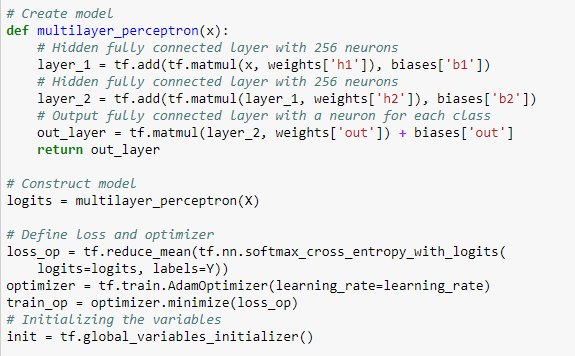 # Create model
def multilayer_perceptron(x):
    # Hidden fully connected layer with 256 neurons
    layer_1 = tf.add(tf.matmul(x, weights['h1']), biases['b1'])
    # Hidden fully connected layer with 256 neurons
    layer_2 = tf.add(tf.matmul(layer_1, weights['h2']), biases['b2'])
    # Output fully connected layer with a neuron for each class
    out_layer = tf.matmul(layer_2, weights['out']) + biases['out']
    return out_layer

# Construct model
logits = multilayer_perceptron(X)

# Define loss and optimizer
loss_op = tf.reduce_mean(tf.nn.softmax_cross_entropy_with_logits(
    logits=logits, labels=Y))
optimizer = tf.train.AdamOptimizer(learning_rate=learning_rate)
train_op = optimizer.minimize(loss_op)
# Initializing the variables
init = tf.global_variables_initializer()